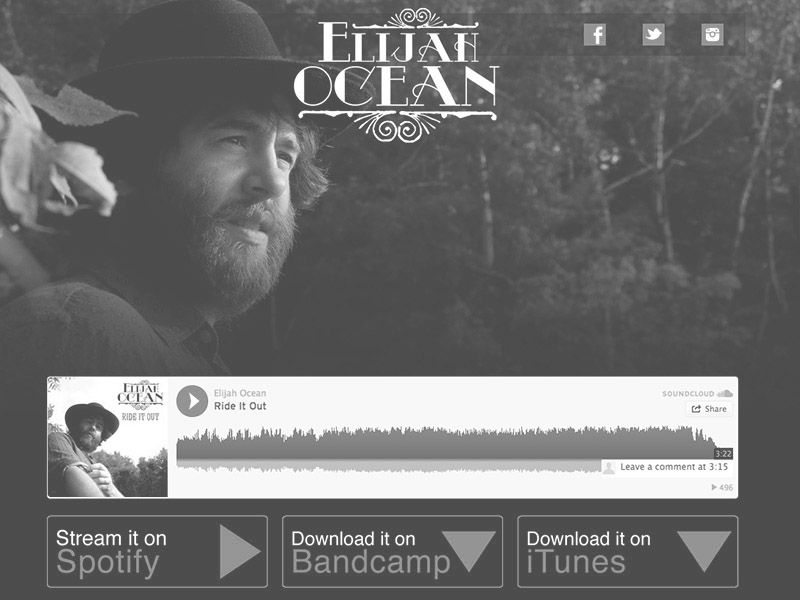 ELIJAH
OCEAN
Elijah Ocean
Ride It Out
SOUNDCLOUD
Share
ELIJAH
OCEAN
RIDE IT OUT
3:22
Leave a comment at 3:15
496
Stream it on
Spotify
Download it on
Bandcamp
Download it on
iTunes